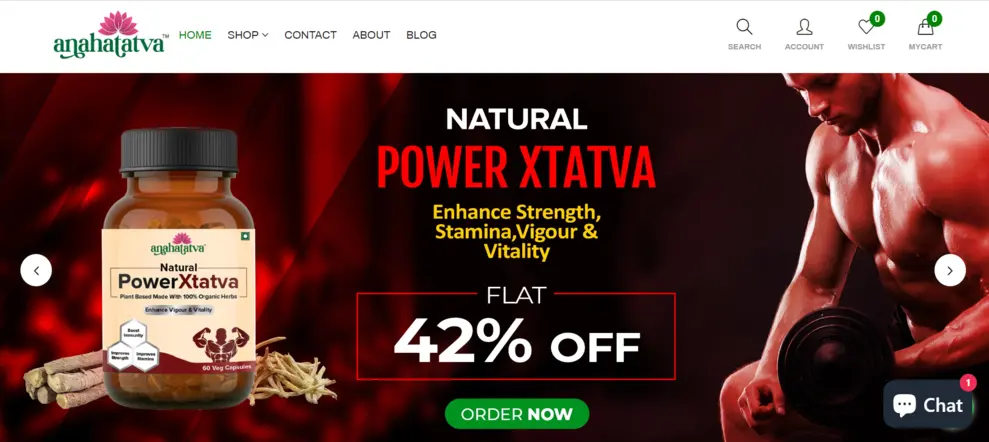 anahatatva™
HOME SHOP CONTACT ABOUT BLOG
SEARCH
ACCOUNT
0
WISHLIST
0
MYCART
NATURAL
POWER XTATVA
Enhance Strength,
Stamina,Vigour &
Vitality
FLAT
42% OFF
ORDER NOW
anahatatva
Natural
PowerXtatva
Plant Based Made With 100% Organic Herbs
Enhance Vigour & Vitality
Boost
Immunity
Improves
Strength
Improves
Stamina
60 Veg Capsules
Chat
1